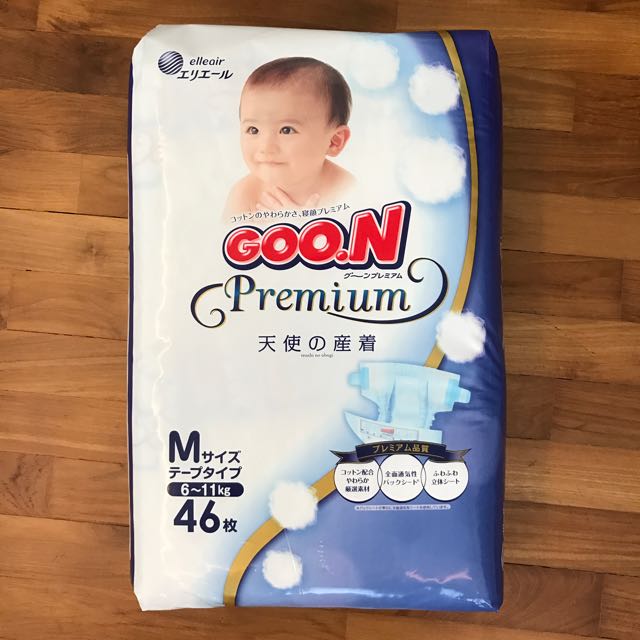 elleair
エリエール
コットンのやわらかさ、寝顔プレミアム
GOO.N
グ〜ンプレミアム
Premium
天使の産着
Mサイズ
テープタイプ
6〜11kg
46枚
プレミアム品質
コットン配合
やわらか
厳選素材
全面通気性
バックシート
ふわふわ
立体シート